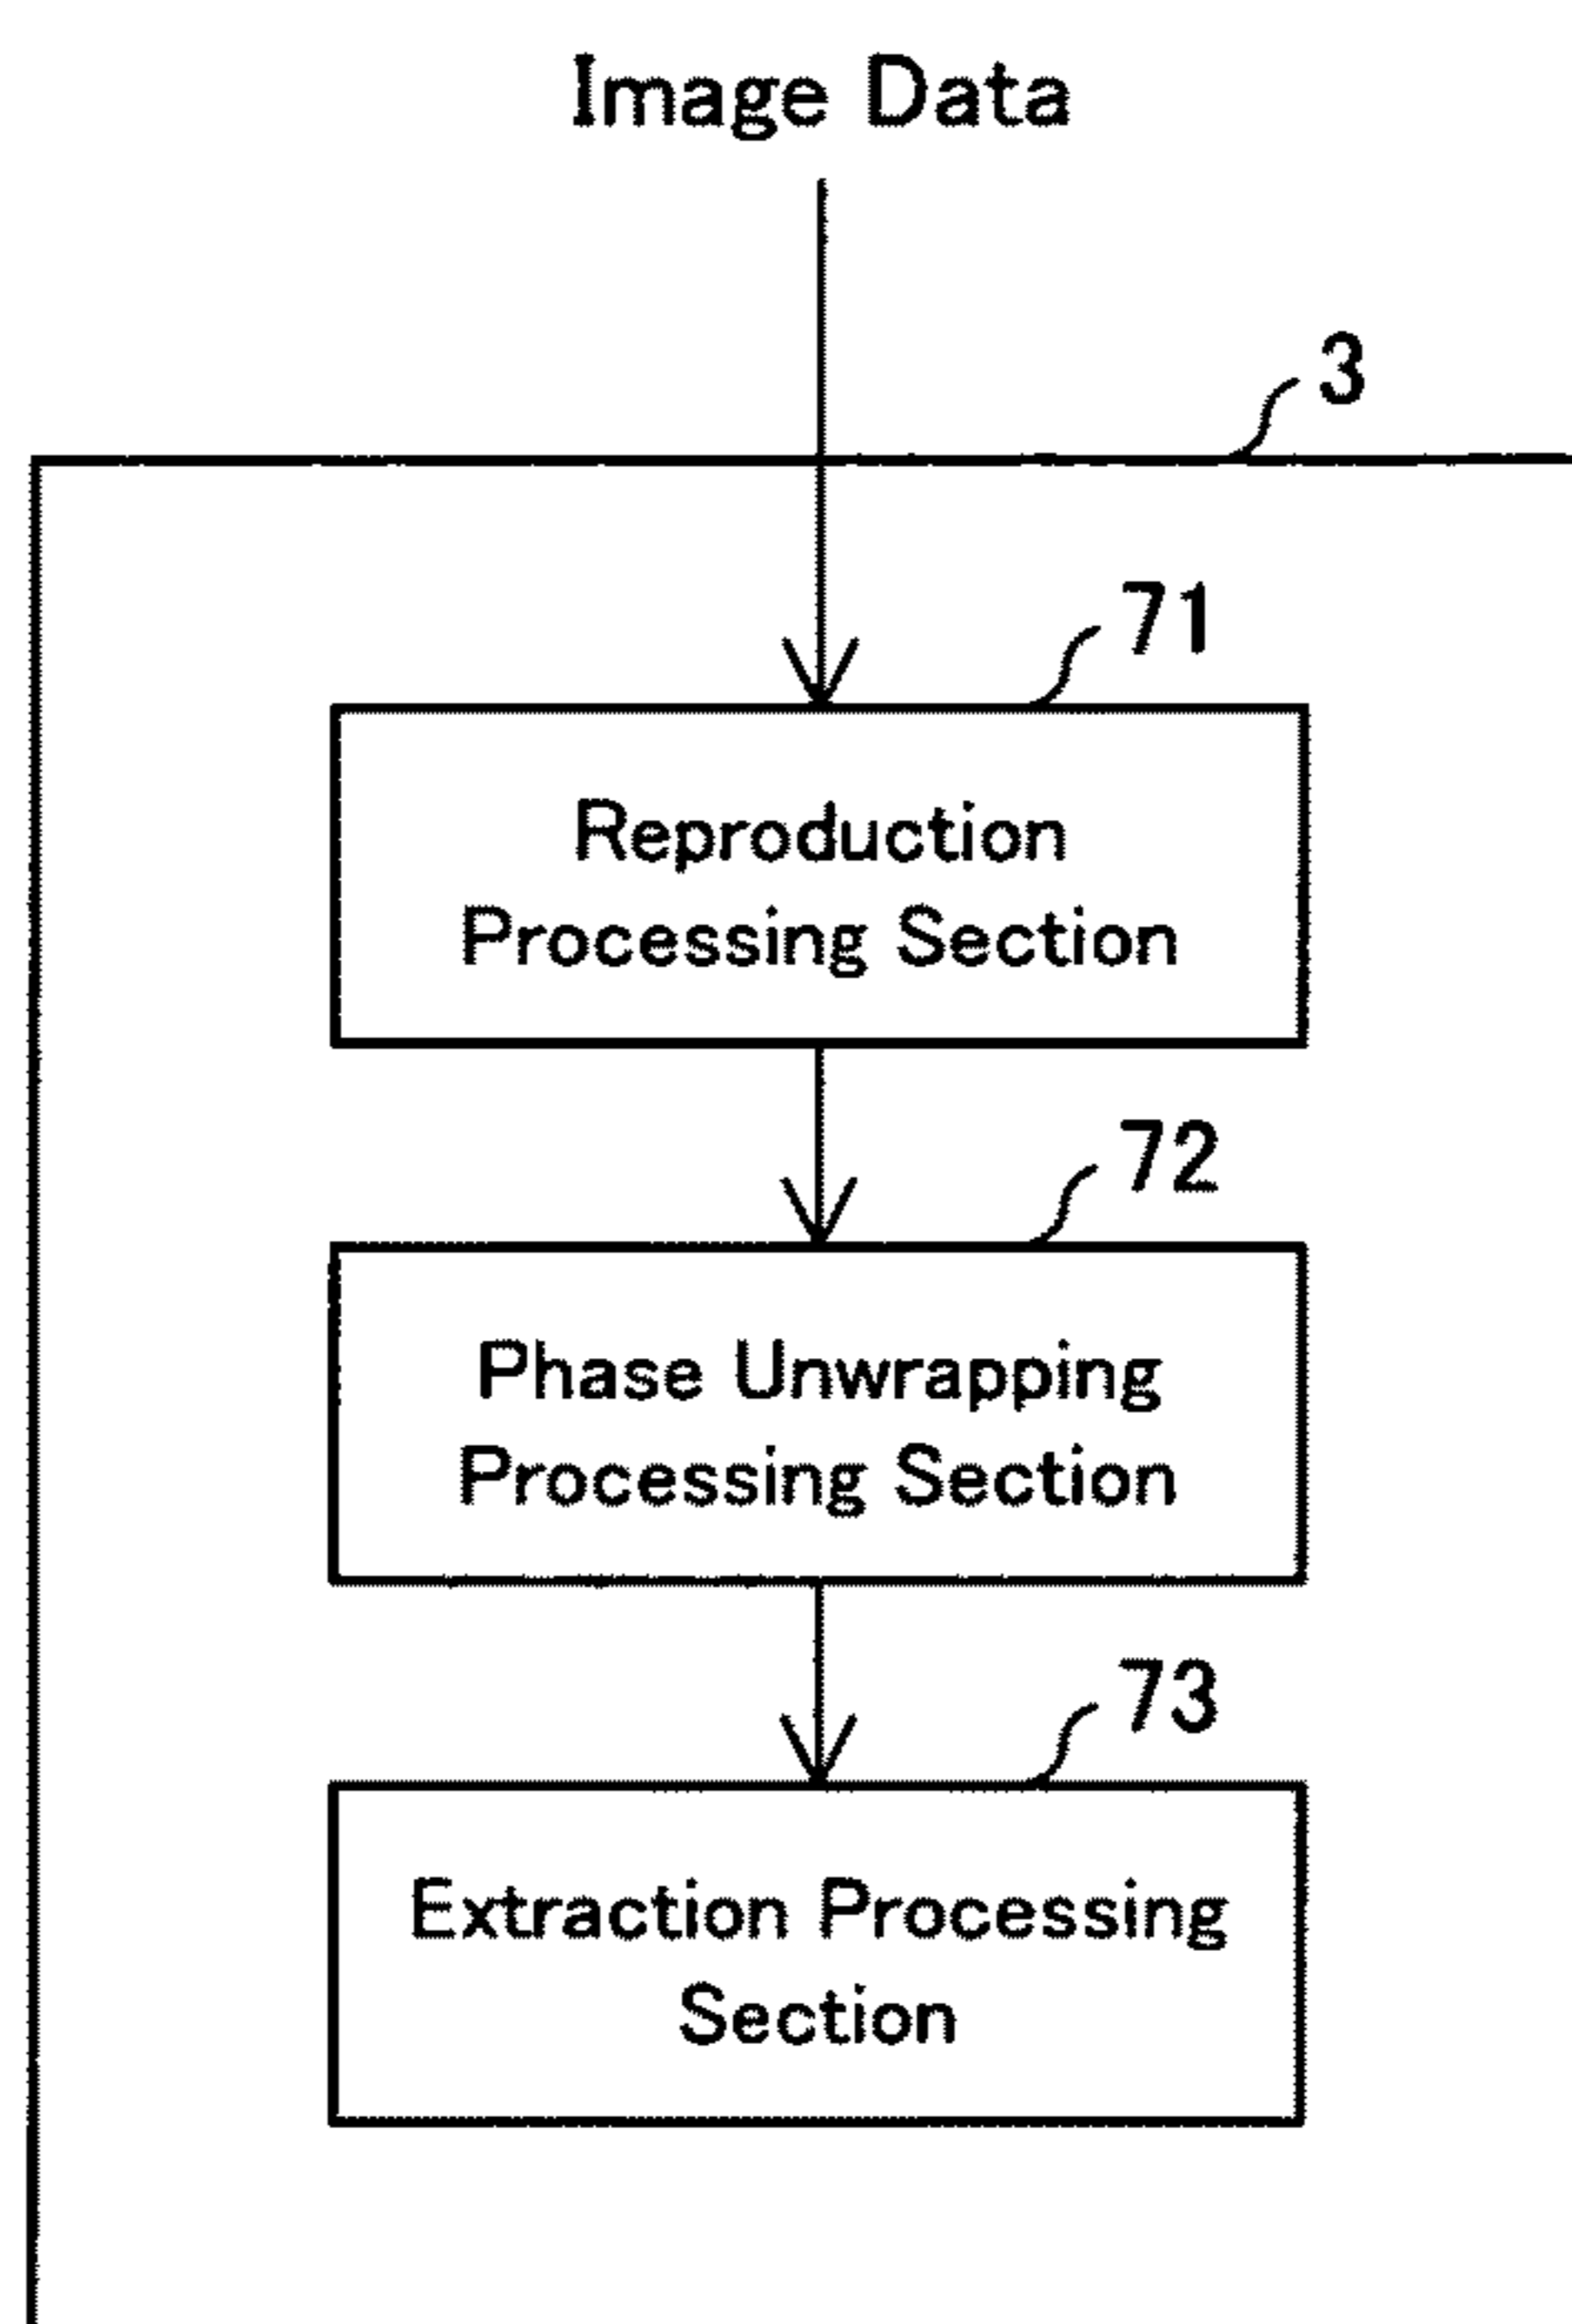 Image Data
3
71
Reproduction
Processing Section
72
Phase Unwrapping
Processing Section
73
Extraction Processing
Section